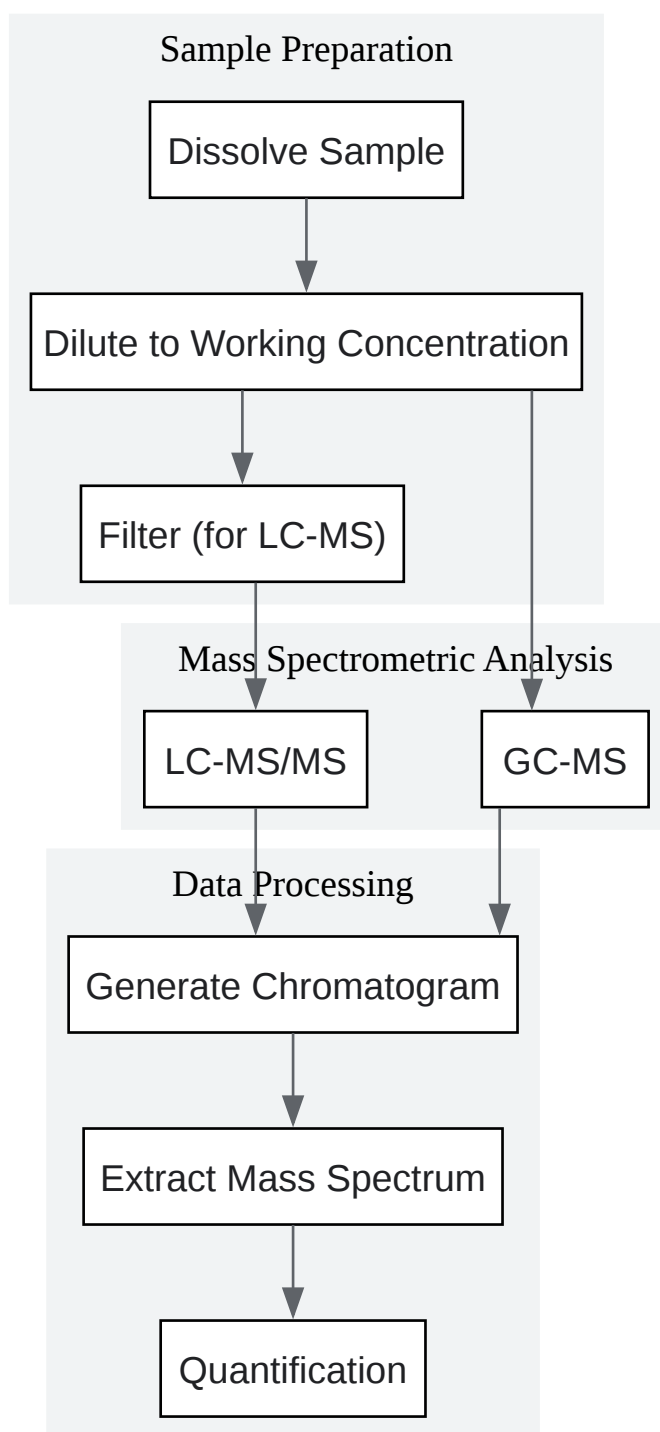 Sample Preparation
Dissolve Sample
Dilute to Working Concentration
Filter (for LC-MS)
Mass Spectrometric Analysis
LC-MS/MS
GC-MS
Data Processing
Generate Chromatogram
Extract Mass Spectrum
Quantification